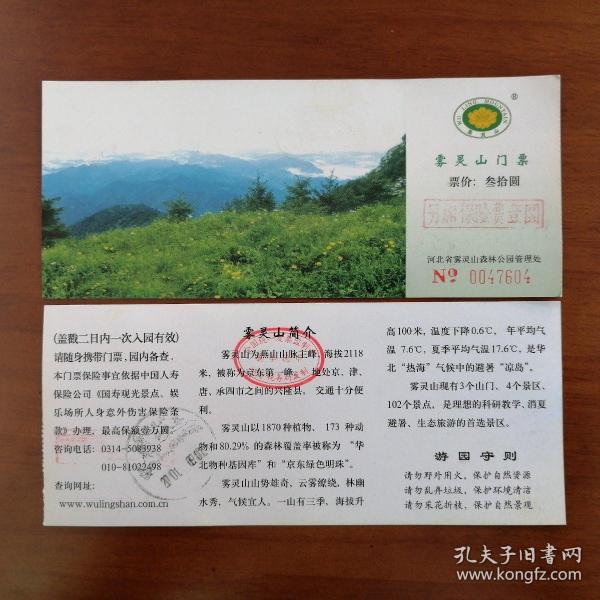 WU LING MOUNTAIN
雾灵山
®
雾灵山门票
票价：叁拾圆
另加保险费壹圆
河北省雾灵山森林公园管理处
Nº 0047604
(盖戳二日内一次入园有效)
请随身携带门票，园内备查。
本门票保险事宜依据中国人寿
保险公司《国寿观光景点、娱
乐场所人身意外伤害保险条
款》办理，最高保额壹万圆。
咨询电话：0314-5083938
010-81022498
查询网址：
www.wulingshan.com.cn
雾灵山简介
雾灵山为燕山山脉主峰，海拔2118
米，被称为京东第一峰。地处京、津、
唐、承四市之间的兴隆县，交通十分便
利。
雾灵山以1870种植物、173种动
物和80.29%的森林覆盖率被称为“华
北物种基因库”和“京东绿色明珠”。
雾灵山山势雄奇、云雾缭绕，林幽
水秀，气候宜人。一山有三季，海拔升
高100米，温度下降0.6℃，年平均气
温7.6℃，夏季平均气温17.6℃，是华
北“热海”气候中的避暑“凉岛”。
雾灵山现有3个山门、4个景区、
102个景点，是理想的科研教学、消夏
避暑、生态旅游的首选景区。
游园守则
请勿野外用火，保护自然资源
请勿乱弃垃圾，保护环境清洁
请勿采花折枝，保护自然景观
孔夫子旧书网
www.kongfz.com